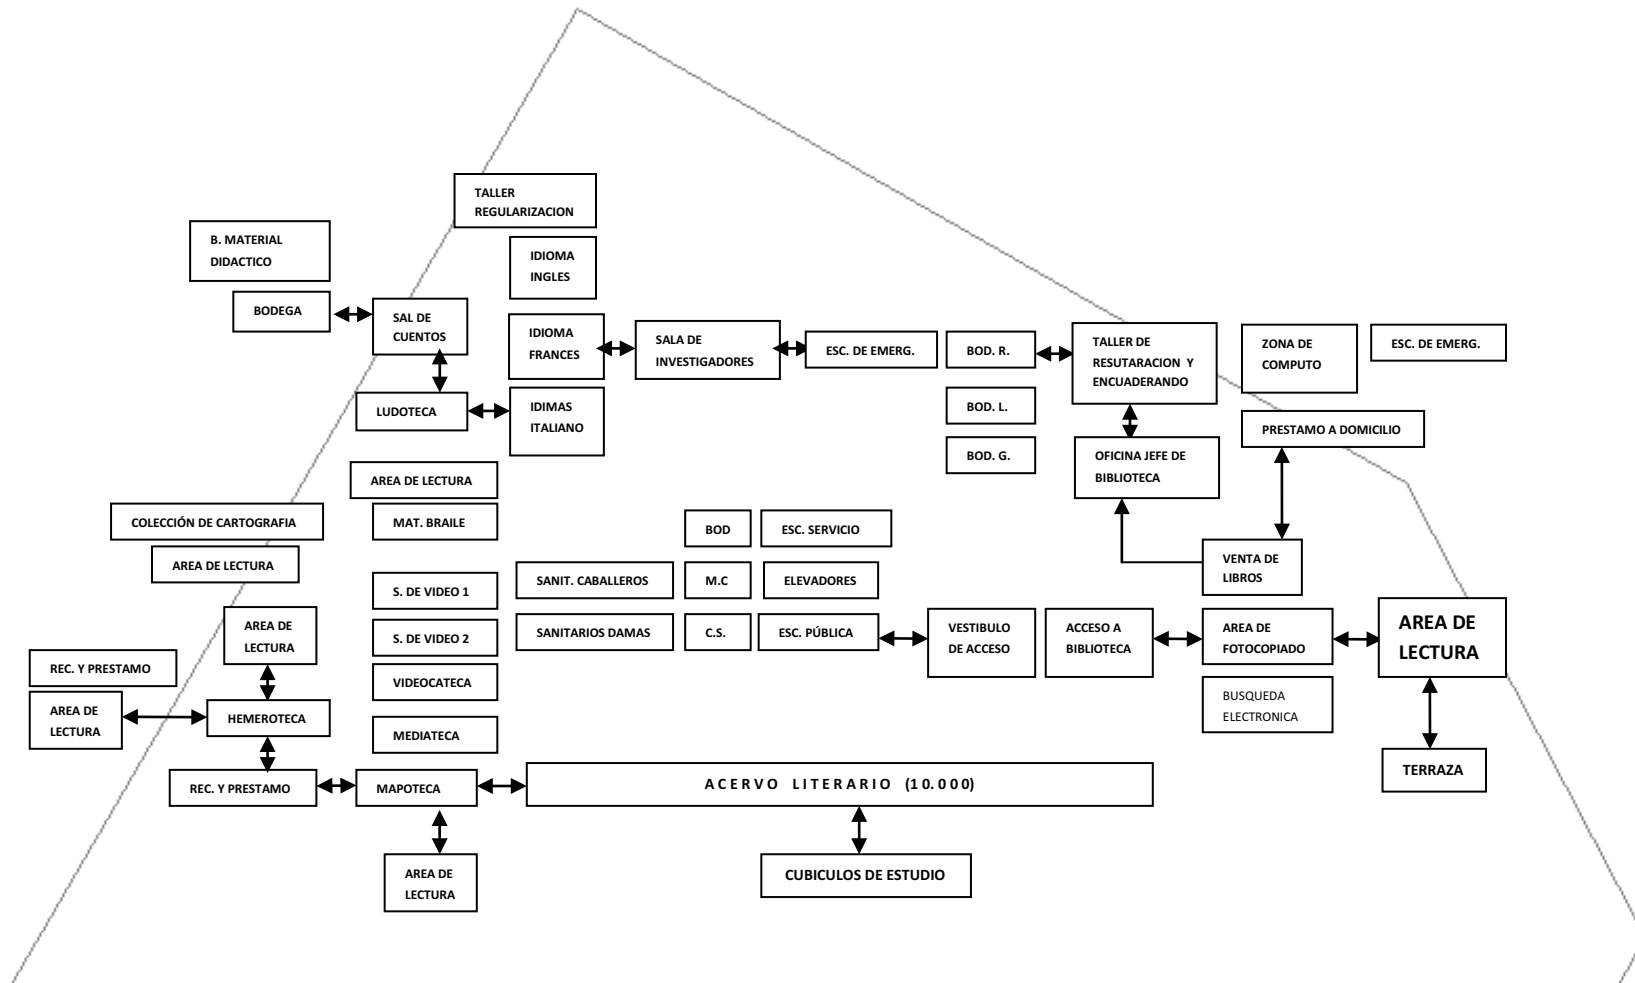 TALLER
REGULARIZACION
B. MATERIAL
DIDACTICO
IDIOMA
INGLES
BODEGA
SAL DE
CUENTOS
IDIOMA
FRANCES
SALA DE
INVESTIGADORES
ESC. DE EMERG.
BOD. R.
TALLER DE
RESUTARACION Y
ENCUADERANDO
ZONA DE
COMPUTO
ESC. DE EMERG.
LUDOTECA
IDIMAS
ITALIANO
BOD. L.
PRESTAMO A DOMICILIO
BOD. G.
OFICINA JEFE DE
BIBLIOTECA
AREA DE LECTURA
COLECCIÓN DE CARTOGRAFIA
MAT. BRAILE
BOD
ESC. SERVICIO
AREA DE LECTURA
VENTA DE
LIBROS
S. DE VIDEO 1
SANIT. CABALLEROS
M.C
ELEVADORES
AREA DE
LECTURA
S. DE VIDEO 2
SANITARIOS DAMAS
C.S.
ESC. PÚBLICA
VESTIBULO
DE ACCESO
ACCESO A
BIBLIOTECA
AREA DE
FOTOCOPIADO
AREA DE
LECTURA
REC. Y PRESTAMO
VIDEOCATECA
BUSQUEDA
ELECTRONICA
AREA DE
LECTURA
HEMEROTECA
MEDIATECA
TERRAZA
REC. Y PRESTAMO
MAPOTECA
ACERVO LITERARIO (10.000)
AREA DE
LECTURA
CUBICULOS DE ESTUDIO